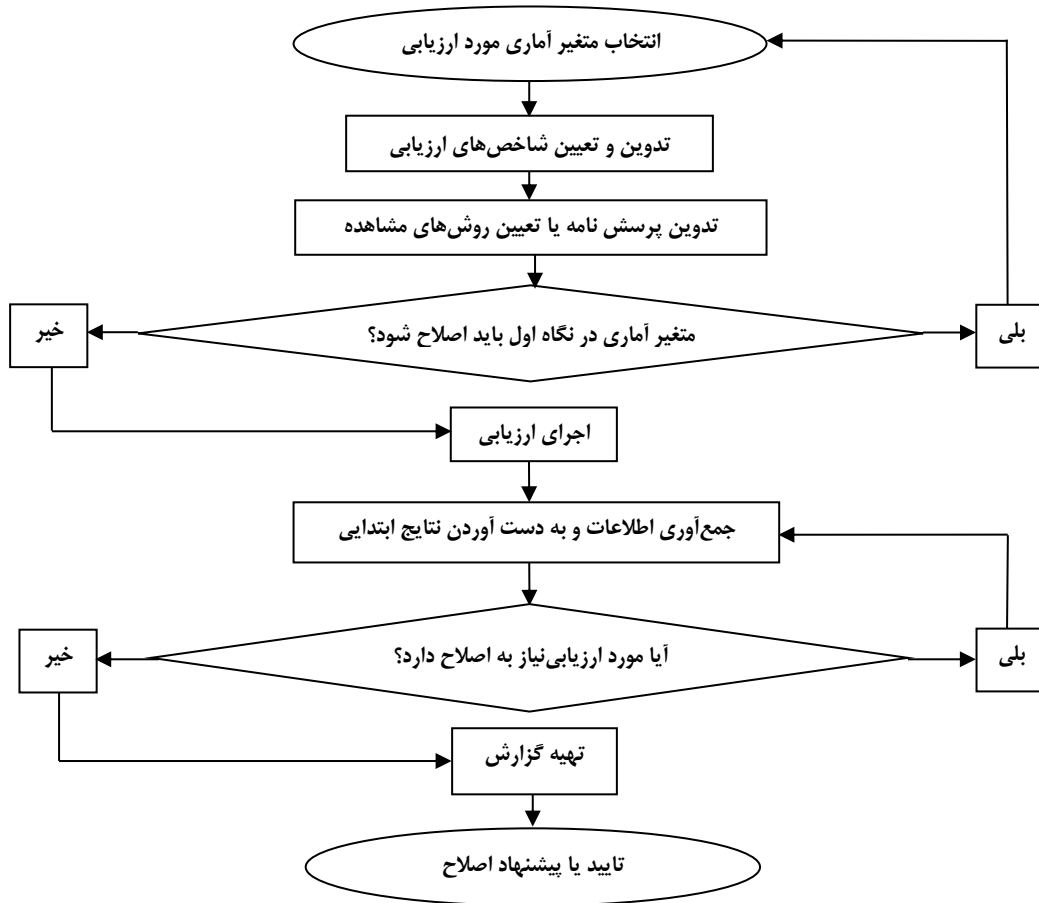 انتخاب متغیر آماری مورد ارزیابی
تدوین و تعیین شاخص‌های ارزیابی
تدوین پرسش نامه یا تعیین روش‌های مشاهده
بلی
متغیر آماری در نگاه اول باید اصلاح شود؟
خیر
اجرای ارزیابی
جمع‌آوری اطلاعات و به دست آوردن نتایج ابتدایی
بلی
آیا مورد ارزیابی‌نیاز به اصلاح دارد؟
خیر
تهیه گزارش
تایید یا پیشنهاد اصلاح